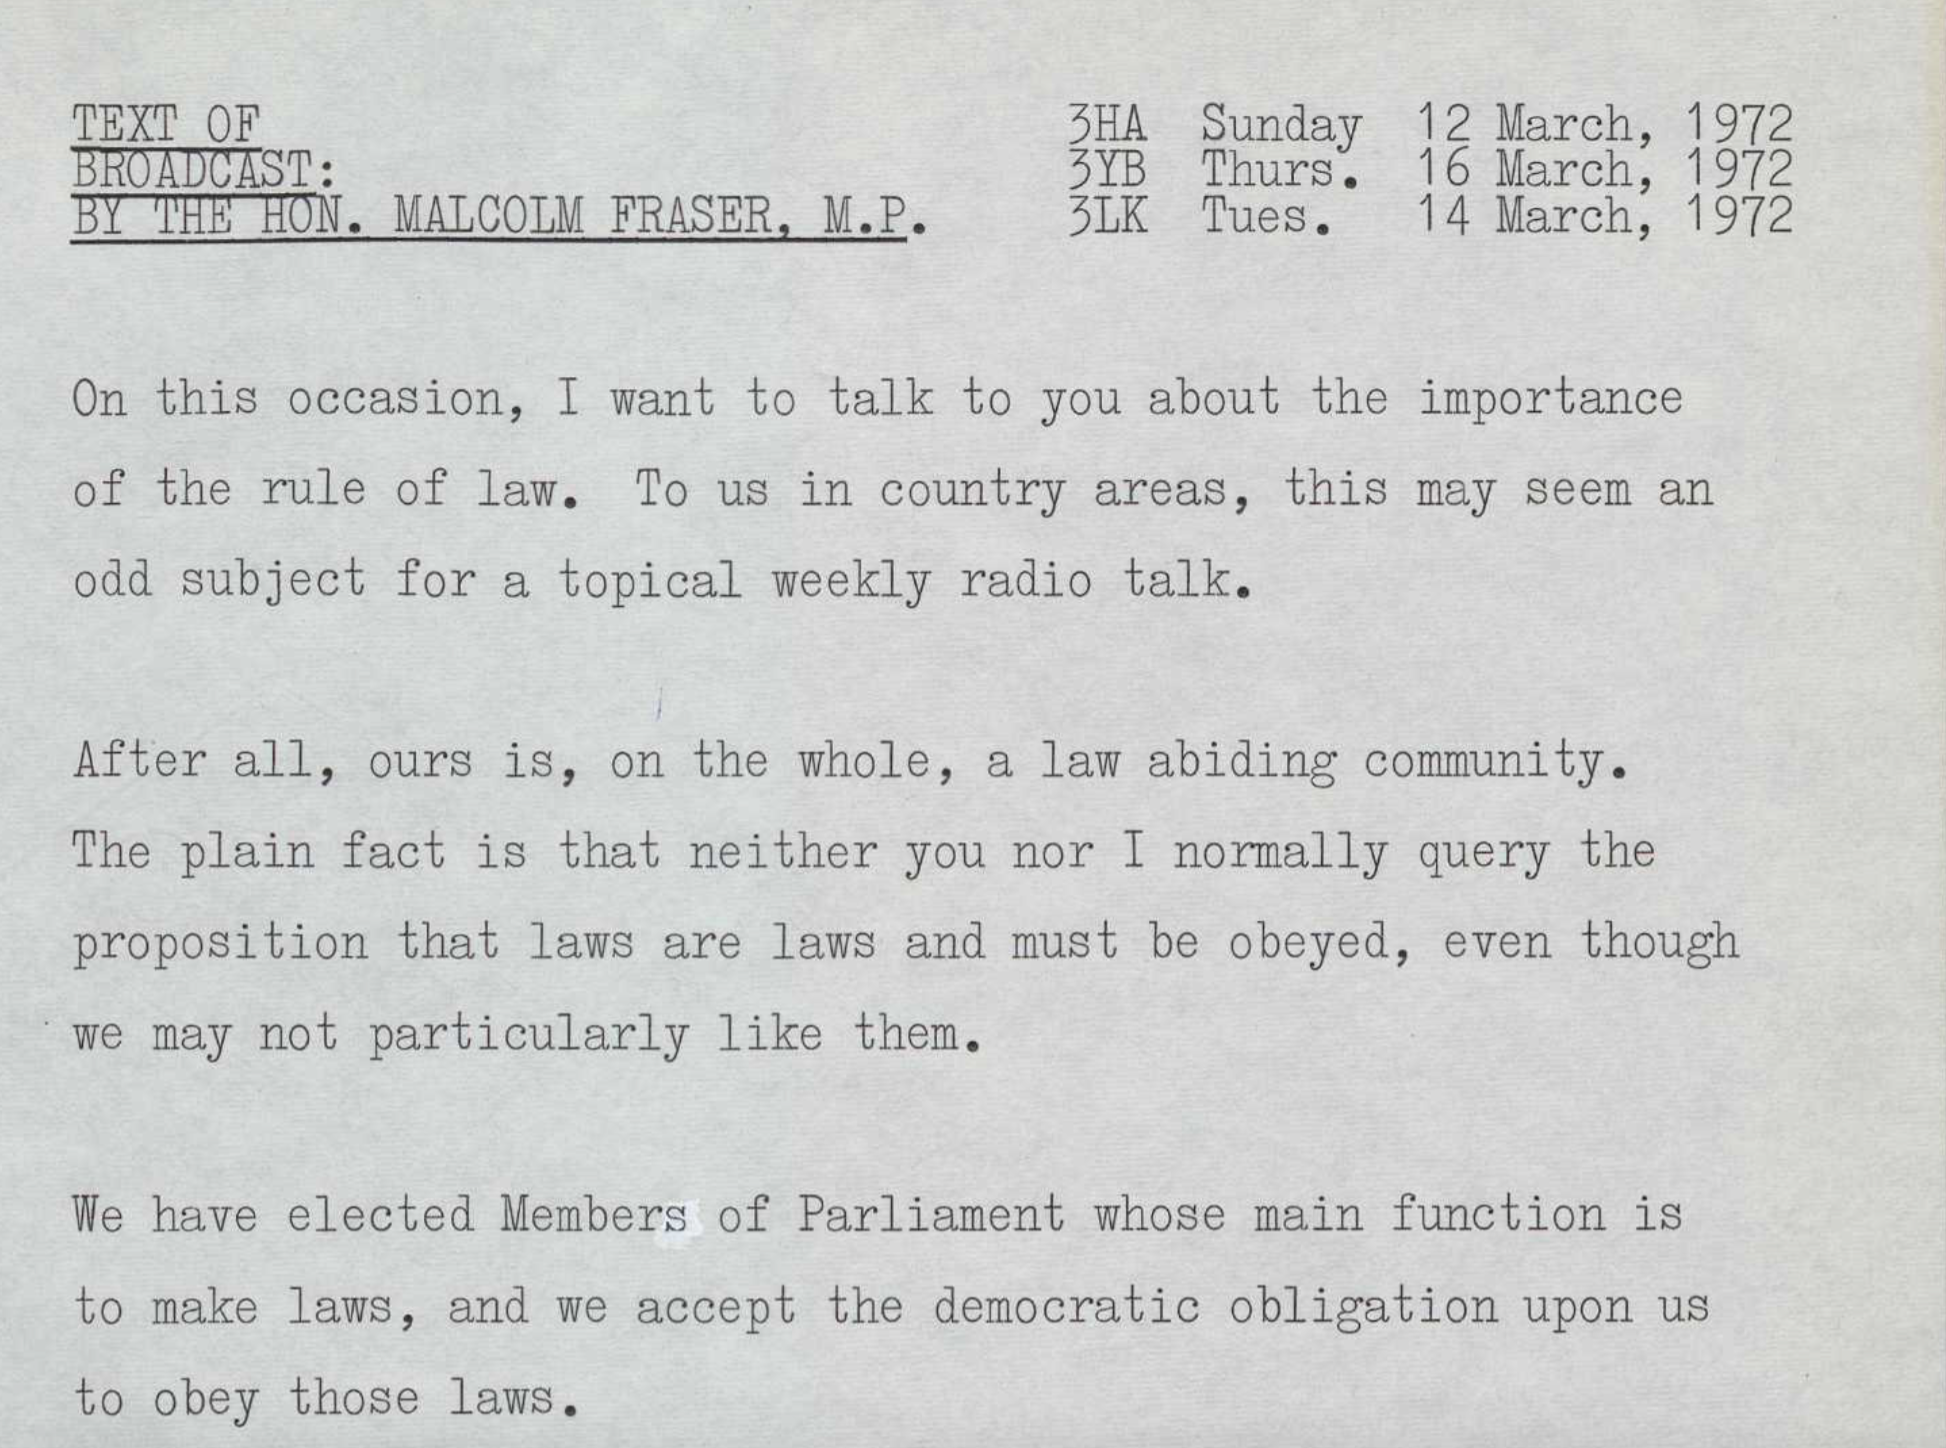 TEXT OF
BROADCAST:
BY THE HON. MALCOLM FRASER, M.P.
3HA Sunday 12 March, 1972
3YB Thurs. 16 March, 1972
3LK Tues. 14 March, 1972
On this occasion, I want to talk to you about the importance
of the rule of law. To us in country areas, this may seem an
odd subject for a topical weekly radio talk.
After all, ours is, on the whole, a law abiding community.
The plain fact is that neither you nor I normally query the
proposition that laws are laws and must be obeyed, even though
we may not particularly like them.
We have elected Members of Parliament whose main function is
to make laws, and we accept the democratic obligation upon us
to obey those laws.